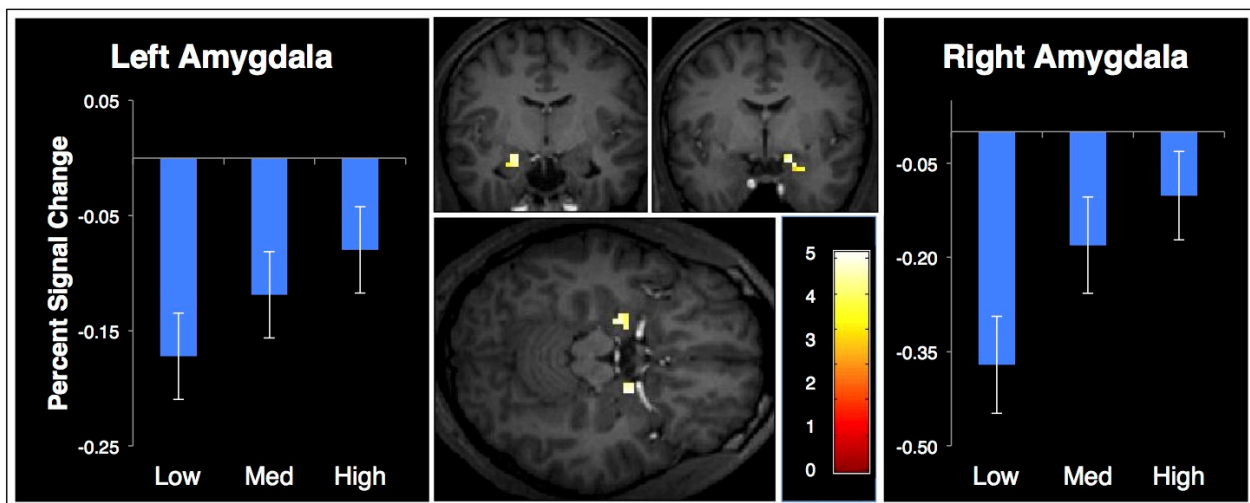 Left Amygdala
Percent Signal Change
0.05
-0.05
-0.15
-0.25
Low Med High
5
4
3
2
1
0
Right Amygdala
-0.05
-0.20
-0.35
-0.50
Low Med High